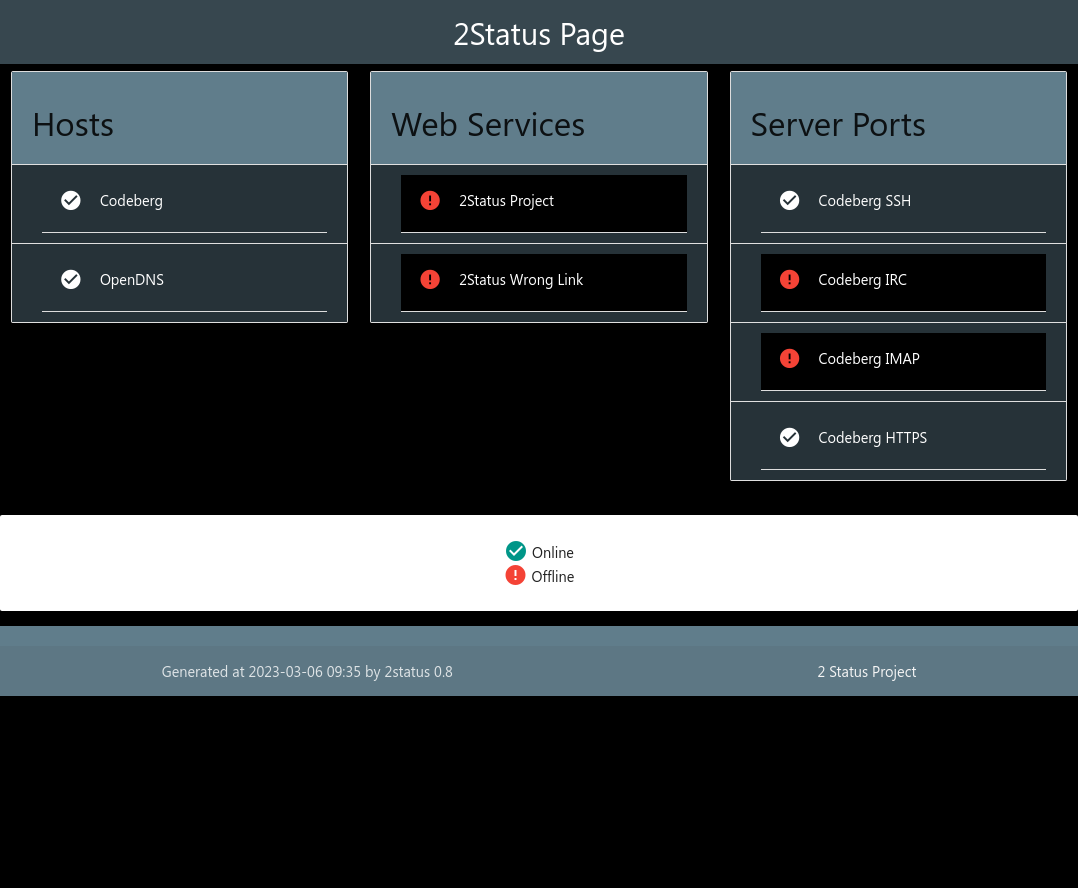 2Status Page
Hosts
Codeberg
OpenDNS
Web Services
2Status Project
2Status Wrong Link
Server Ports
Codeberg SSH
Codeberg IRC
Codeberg IMAP
Codeberg HTTPS
Online
Offline
Generated at 2023-03-06 09:35 by 2status 0.8
2 Status Project